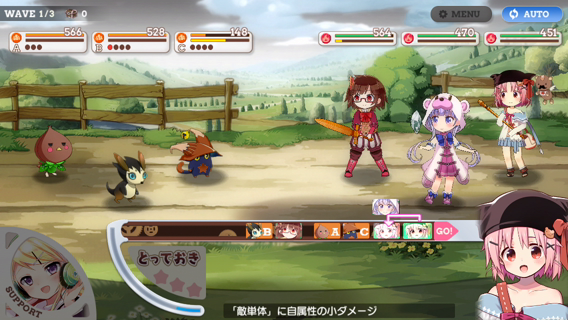 WAVE 1/3 0
MENU
AUTO
566
A
528
B
148
C
564
470
451
B
A
C
GO!
とっておき
SUPPORT
「敵単体」に自属性の小ダメージ